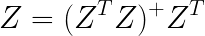 Z = (Z^T Z)^+ Z^T